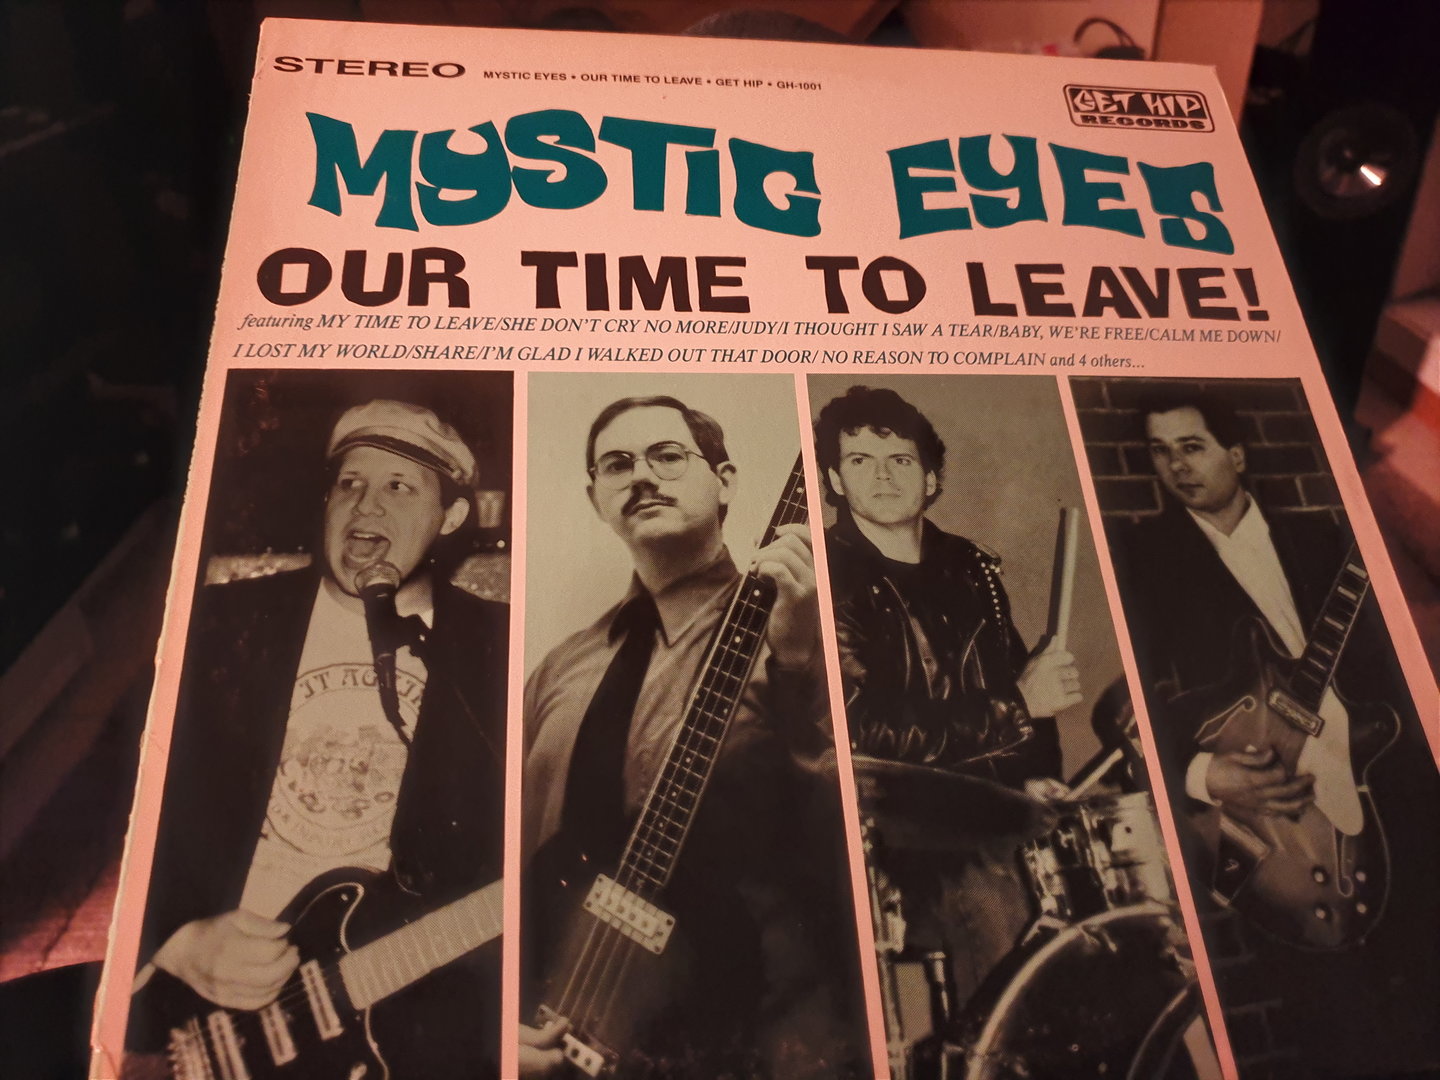 STEREO MYSTIC EYES • OUR TIME TO LEAVE • GET HIP • GH-1001
GET HIP
RECORDS
MYSTIC EYES
OUR TIME TO LEAVE!
featuring MY TIME TO LEAVE/SHE DON'T CRY NO MORE/JUDY/I THOUGHT I SAW A TEAR/BABY, WE'RE FREE/CALM ME DOWN/
I LOST MY WORLD/SHARE/I'M GLAD I WALKED OUT THAT DOOR/ NO REASON TO COMPLAIN and 4 others...